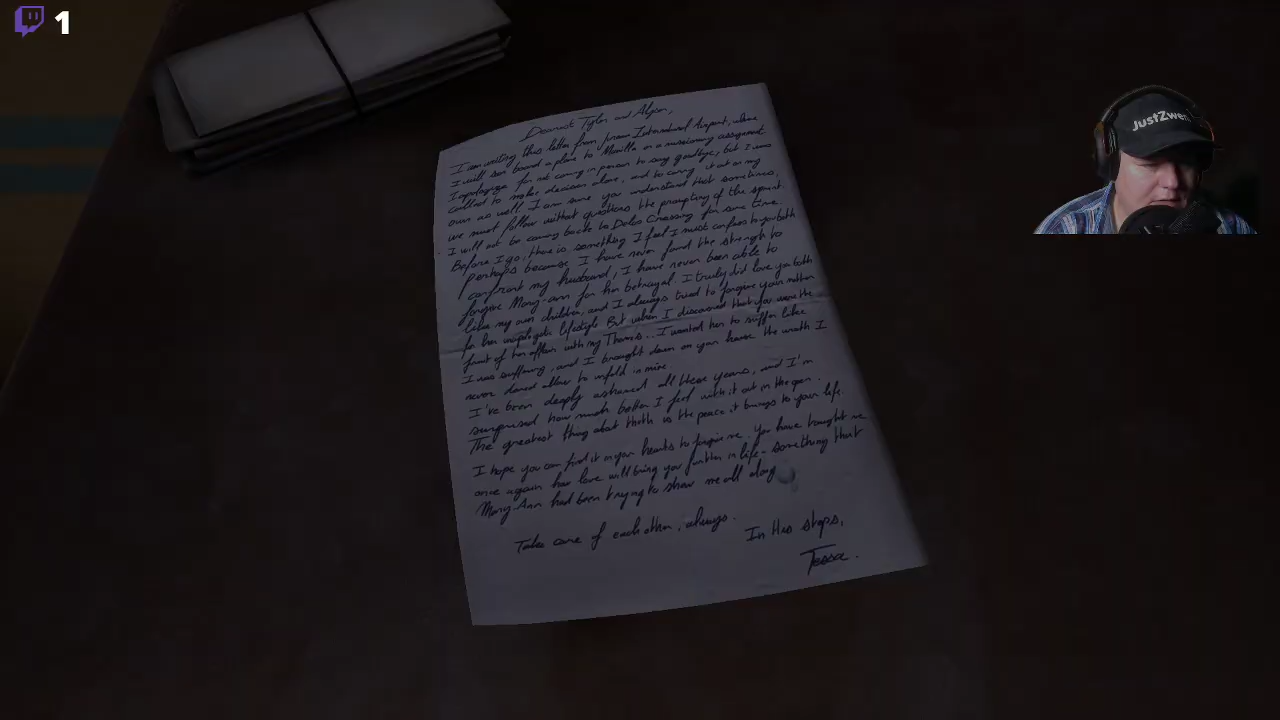 1
JustZwen
Dearest Tyler and Alyson,
I am writing this letter from Juneau International Airport, where
I will soon board a plane to Manilla on a missionary assignment.
I apologize for not coming in person to say goodbye, but I was
called to make decision alone, and to carry it out on my
own as well. I am sure you understand that sometimes,
we must follow without questions the prompting of the spirit.
I will not be coming back to Delos Crossing for some time.
Before I go, there is something I feel I must confess to you both
perhaps because I have never found the strength to
confront my husband, I have never been able to
forgive Mary-ann for her betrayal. I truly did love you both
like my own children, and I always tried to forgive your mother
for her unapologetic lifestyle. But when I discovered that you were the
fruit of her affair with my Thomas.. I wanted her to suffer like
I was suffering, and I brought down on your house the wrath I
never dared allow to unfold in mine.
I've been deeply ashamed all these years, and I'm
surprised how much better I feel with it out in the open.
The greatest thing about truth is the peace it brings to your life.
I hope you can find it in your hearts to forgive me. You have taught me
once again how love will bring you further in life - something that
Mary-Ann had been trying to show me all along
Take care of each other, always.
In His steps,
Tessa.